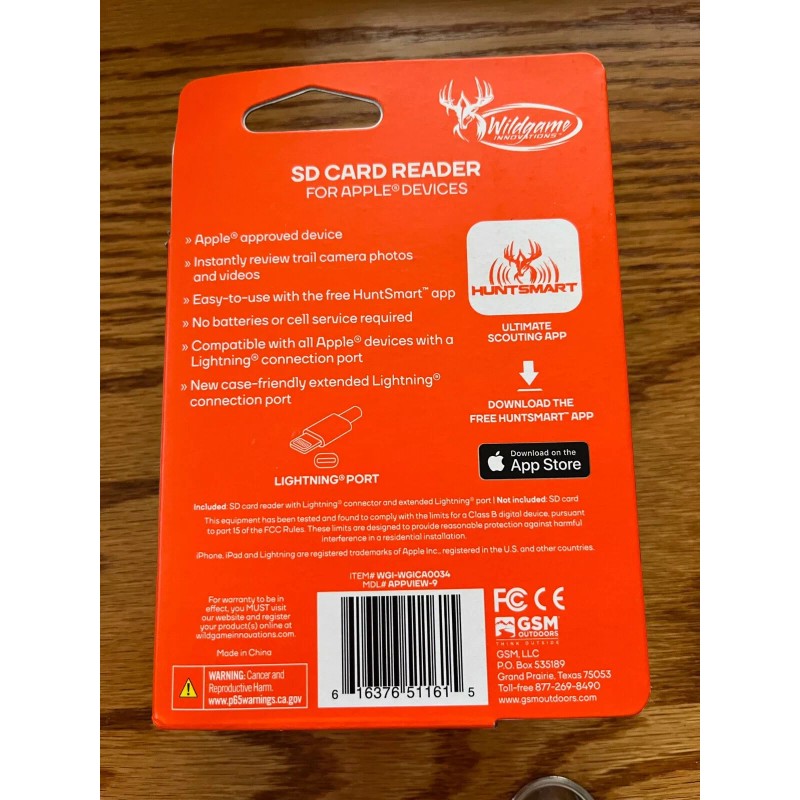 Wildgame
INNOVATIONS™
SD CARD READER
FOR APPLE® DEVICES
» Apple® approved device
» Instantly review trail camera photos
and videos
» Easy-to-use with the free HuntSmart™ app
» No batteries or cell service required
» Compatible with all Apple® devices with a
Lightning® connection port
» New case-friendly extended Lightning®
connection port
LIGHTNING® PORT
HUNTSMART
ULTIMATE
SCOUTING APP
DOWNLOAD THE
FREE HUNTSMART™ APP
Download on the
App Store
Included: SD card reader with Lightning® connector and extended Lightning® port | Not included: SD card
This equipment has been tested and found to comply with the limits for a Class B digital device, pursuant
to part 15 of the FCC Rules. These limits are designed to provide reasonable protection against harmful
interference in a residential installation.
iPhone, iPad and Lightning are registered trademarks of Apple Inc., registered in the U.S. and other countries.
ITEM# WGI-WGICA0034
MDL# APPVIEW-9
For warranty to be in
effect, you MUST visit
our website and register
your product(s) online at
wildgameinnovations.com.
Made in China
WARNING: Cancer and
Reproductive Harm.
www.p65warnings.ca.gov
6 16376 51161 5
FC CE
GSM
OUTDOORS
THINK OUTSIDE
GSM, LLC
P.O. Box 535189
Grand Prairie, Texas 75053
Toll-free 877-269-8490
www.gsmoutdoors.com